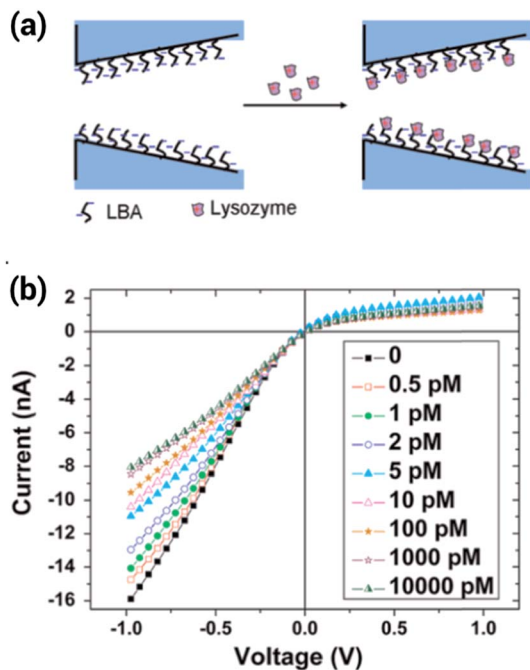 (a)
LBA
Lysozyme
(b)
2
0
-2
-4
-6
-8
-10
-12
-14
-16
Current (nA)
0
0.5 pM
1 pM
2 pM
5 pM
10 pM
100 pM
1000 pM
10000 pM
-1.0
-0.5
0.0
0.5
1.0
Voltage (V)